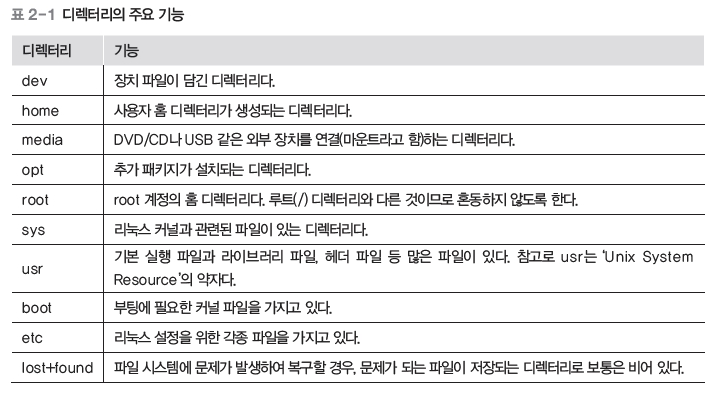 표 2-1 디렉터리의 주요 기능
디렉터리 기능
dev 장치 파일이 담긴 디렉터리다.
home 사용자 홈 디렉터리가 생성되는 디렉터리다.
media DVD/CD나 USB 같은 외부 장치를 연결(마운트라고 함)하는 디렉터리다.
opt 추가 패키지가 설치되는 디렉터리다.
root root 계정의 홈 디렉터리다. 루트(/) 디렉터리와 다른 것이므로 혼동하지 않도록 한다.
sys 리눅스 커널과 관련된 파일이 있는 디렉터리다.
usr 기본 실행 파일과 라이브러리 파일, 헤더 파일 등 많은 파일이 있다. 참고로 usr는 'Unix System
Resource'의 약자다.
boot 부팅에 필요한 커널 파일을 가지고 있다.
etc 리눅스 설정을 위한 각종 파일을 가지고 있다.
lost+found 파일 시스템에 문제가 발생하여 복구할 경우, 문제가 되는 파일이 저장되는 디렉터리로 보통은 비어 있다.